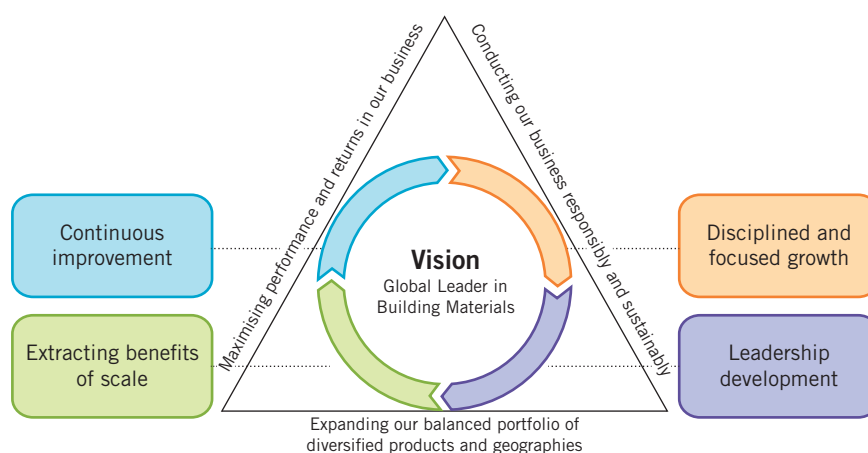 Maximising performance and returns in our business
Conducting our business responsibly and sustainably
Continuous
improvement
Disciplined and
focused growth
Vision
Global Leader in
Building Materials
Extracting benefits
of scale
Leadership
development
Expanding our balanced portfolio of
diversified products and geographies